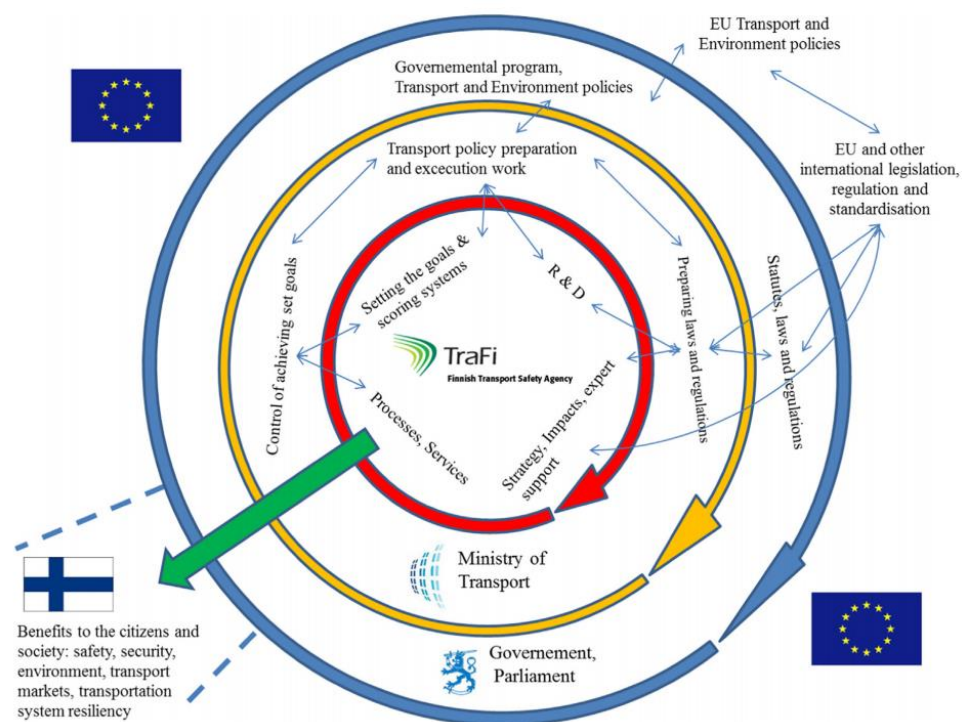 EU Transport and
Environment policies
Governemental program,
Transport and Environment policies
Transport policy preparation
and excecution work
EU and other
international legislation,
regulation and
standardisation
Control of achieving set goals
Setting the goals &
scoring systems
R & D
Preparing laws and regulations
Statutes, laws and regulations
TraFi
Finnish Transport Safety Agency
Processes, Services
Strategy, Impacts, expert
support
Ministry of
Transport
Benefits to the citizens and
society: safety, security,
environment, transport
markets, transportation
system resiliency
Governement,
Parliament